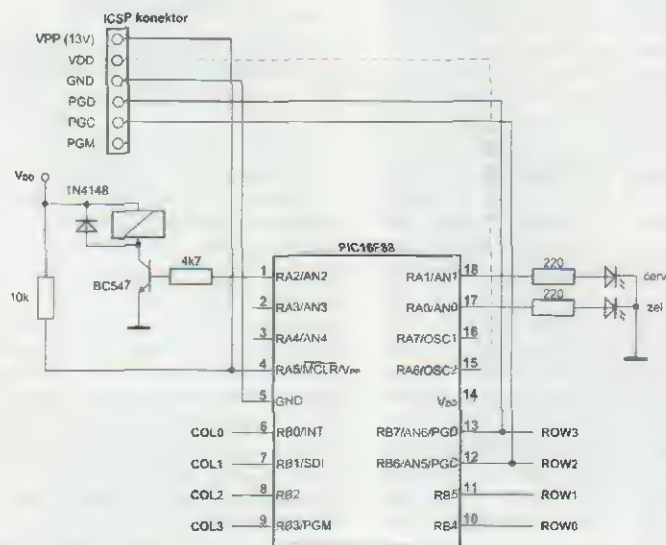 ICSP konektor
VPP (13V)
VDD
GND
PGD
PGC
PGM
VDD
1N4148
BC547
4k7
10k
PIC16F88
1 RA2/AN2
2 RA3/AN3
3 RA4/AN4
4 RA5/MCLR/VPP
5 GND
COL0 6 RB0/INT
COL1 7 RB1/SDI
COL2 8 RB2
COL3 9 RB3/PGM
RA1/AN1 18
RA0/AN0 17
RA7/OSC1 16
RA6/OSC2 15
VDD 14
RB7/AN6/PGD 13 ROW3
RB6/AN5/PGC 12 ROW2
RB5 11 ROW1
RB4 10 ROW0
220
červ
220
zel